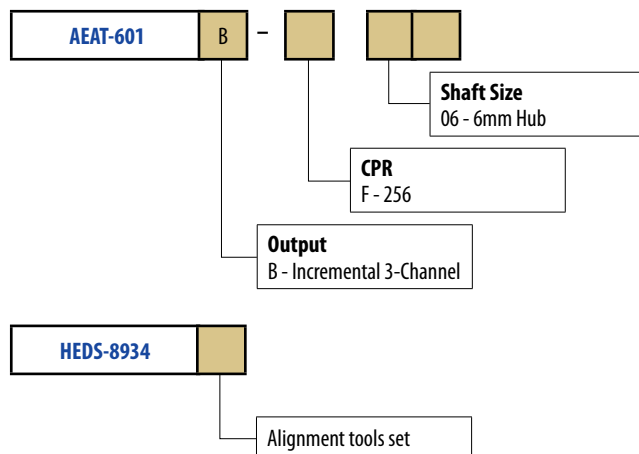 AEAT-601 B –
Shaft Size
06 - 6mm Hub
CPR
F - 256
Output
B - Incremental 3-Channel
HEDS-8934
Alignment tools set